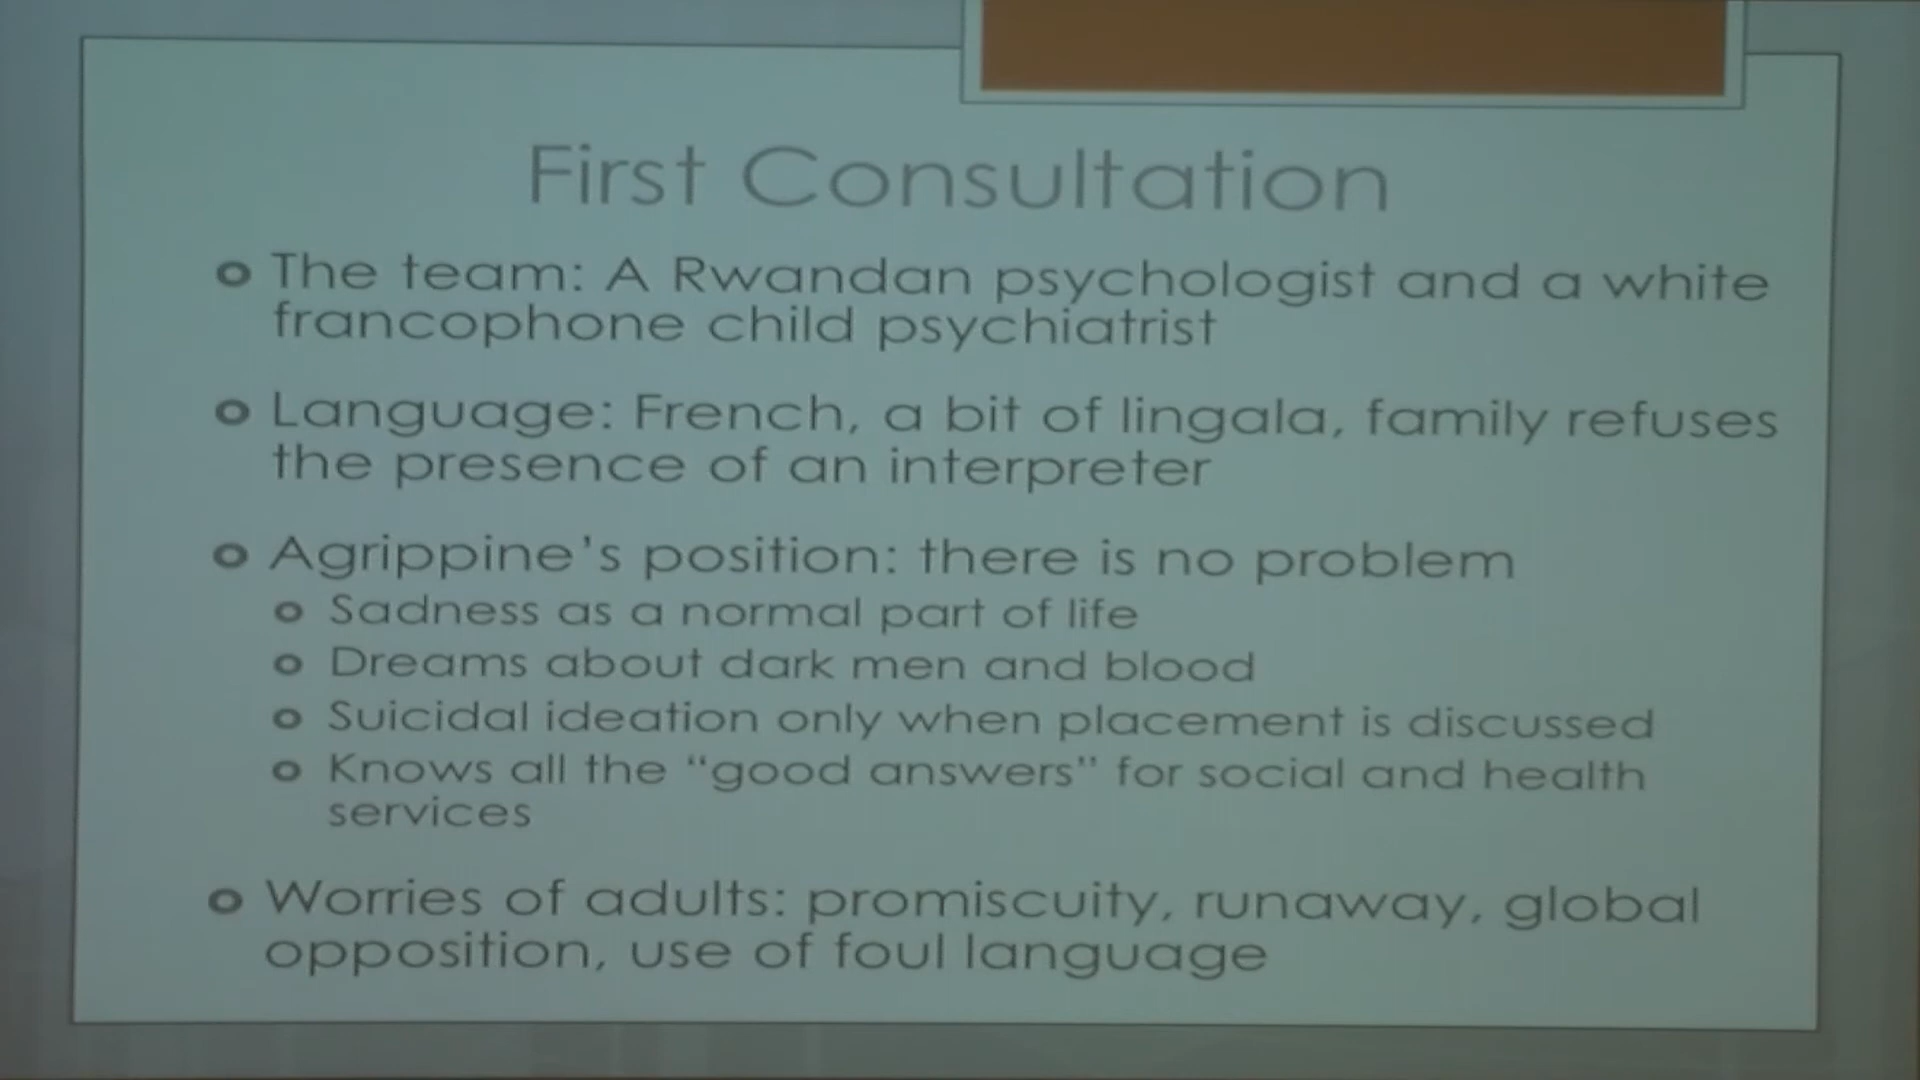 First Consultation
The team: A Rwandan psychologist and a white
francophone child psychiatrist
Language: French, a bit of lingala, family refuses
the presence of an interpreter
Agrippine's position: there is no problem
Sadness as a normal part of life
Dreams about dark men and blood
Suicidal ideation only when placement is discussed
Knows all the "good answers" for social and health
services
Worries of adults: promiscuity, runaway, global
opposition, use of foul language